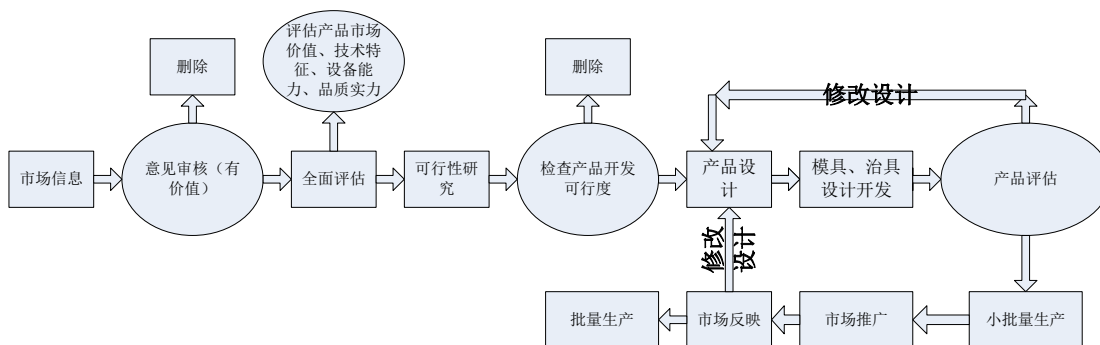 评估产品市场
价值、技术特
征、设备能
力、品质实力
删除
删除
修改设计
市场信息
意见审核（有
价值）
全面评估
可行性研
究
检查产品开发
可行度
产品设
计
模具、治具
设计开发
产品评估
修改
设计
批量生产
市场反映
市场推广
小批量生产